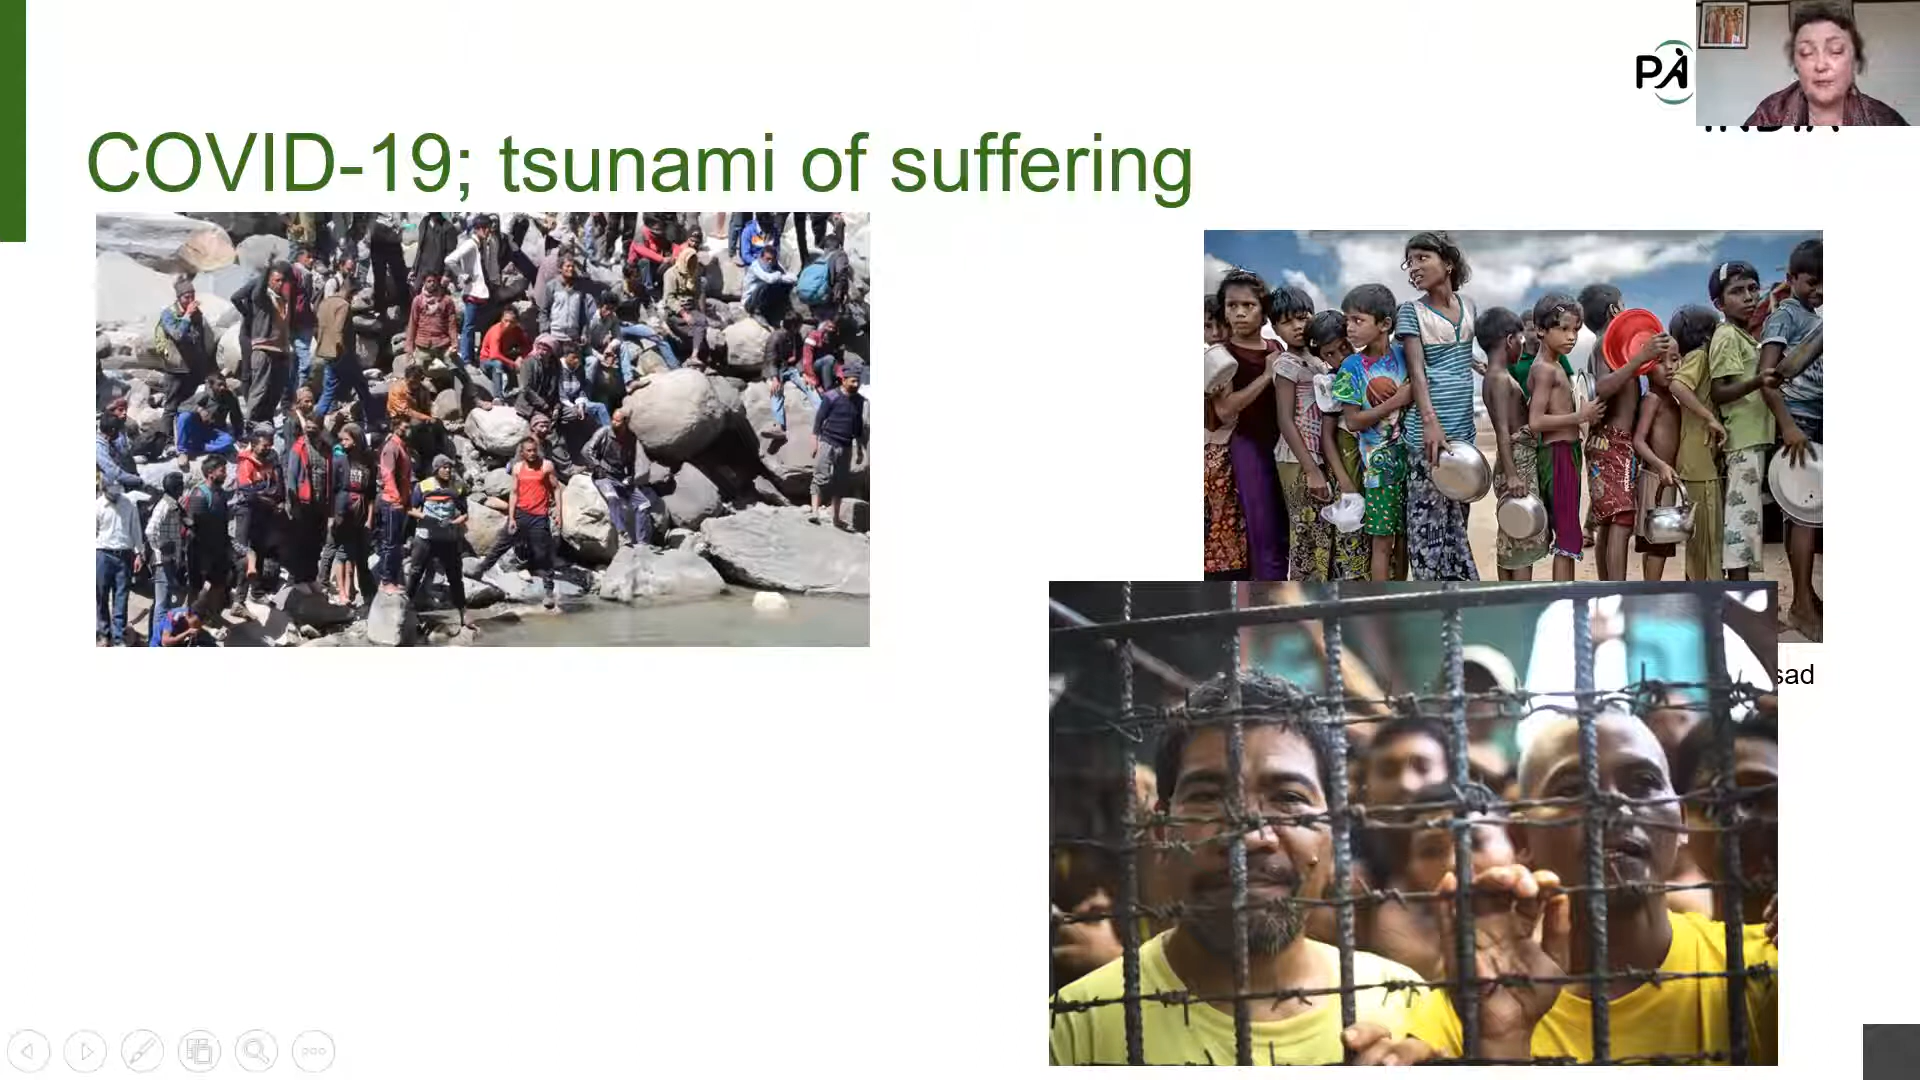 PA
COVID-19; tsunami of suffering
sad